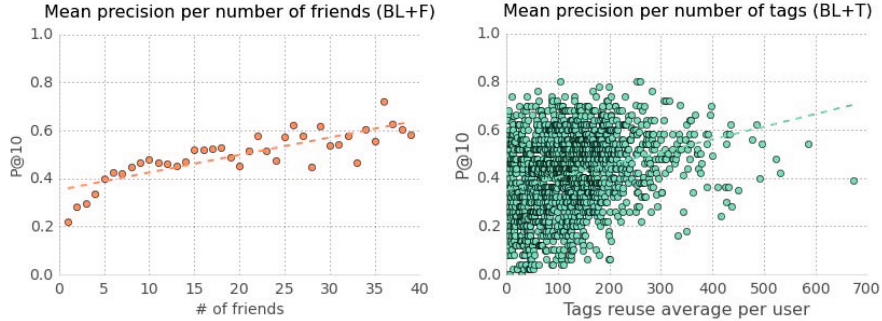 Mean precision per number of friends (BL+F)
1.0
0.8
0.6
0.4
0.2
0.0
P@10
0 5 10 15 20 25 30 35 40
# of friends
Mean precision per number of tags (BL+T)
1.0
0.8
0.6
0.4
0.2
0.0
P@10
0 100 200 300 400 500 600 700
Tags reuse average per user